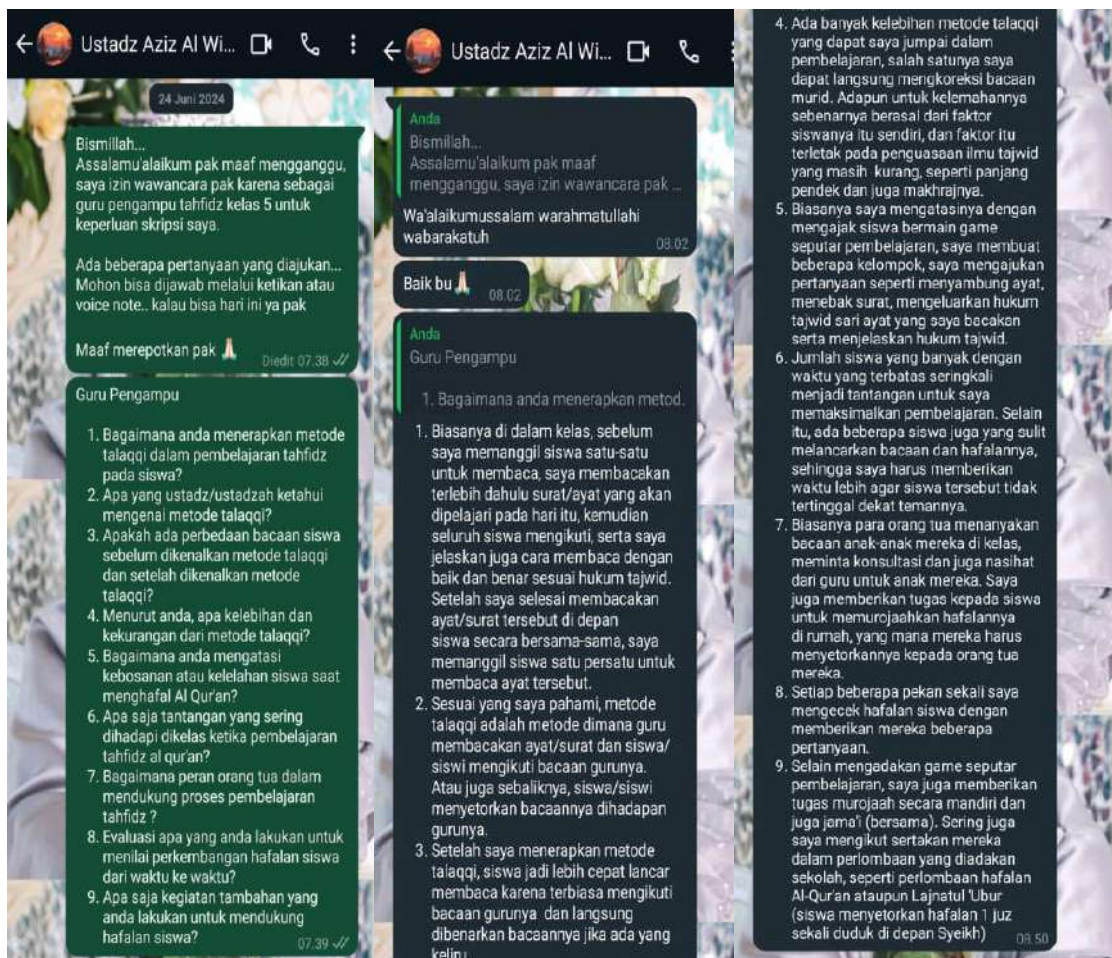 Ustadz Aziz Al Wi...
24 Juni 2024
Bismillah...
Assalamu'alaikum pak maaf mengganggu,
saya izin wawancara pak karena sebagai
guru pengampu tahfidz kelas 5 untuk
keperluan skripsi saya.
Ada beberapa pertanyaan yang diajukan...
Mohon bisa dijawab melalui ketikan atau
voice note.. kalau bisa hari ini ya pak
Maaf merepotkan pak 🙏🏻
Diedit 07.38
Guru Pengampu
1. Bagaimana anda menerapkan metode
talaqqi dalam pembelajaran tahfidz
pada siswa?
2. Apa yang ustadz/ustadzah ketahui
mengenai metode talaqqi?
3. Apakah ada perbedaan bacaan siswa
sebelum dikenalkan metode talaqqi
dan setelah dikenalkan metode
talaqqi?
4. Menurut anda, apa kelebihan dan
kekurangan dari metode talaqqi?
5. Bagaimana anda mengatasi
kebosanan atau kelelahan siswa saat
menghafal Al Qur'an?
6. Apa saja tantangan yang sering
dihadapi dikelas ketika pembelajaran
tahfidz al qur'an?
7. Bagaimana peran orang tua dalam
mendukung proses pembelajaran
tahfidz ?
8. Evaluasi apa yang anda lakukan untuk
menilai perkembangan hafalan siswa
dari waktu ke waktu?
9. Apa saja kegiatan tambahan yang
anda lakukan untuk mendukung
hafalan siswa?
07.39
Ustadz Aziz Al Wi...
Anda
Bismillah...
Assalamu'alaikum pak maaf
mengganggu, saya izin wawancara pak ...
Wa'alaikumussalam warahmatullahi
wabarakatuh
08.02
Baik bu 🙏🏻
08.02
Anda
Guru Pengampu
1. Bagaimana anda menerapkan metod.
1. Biasanya di dalam kelas, sebelum
saya memanggil siswa satu-satu
untuk membaca, saya membacakan
terlebih dahulu surat/ayat yang akan
dipelajari pada hari itu, kemudian
seluruh siswa mengikuti, serta saya
jelaskan juga cara membaca dengan
baik dan benar sesuai hukum tajwid.
Setelah saya selesai membacakan
ayat/surat tersebut di depan
siswa secara bersama-sama, saya
memanggil siswa satu persatu untuk
membaca ayat tersebut.
2. Sesuai yang saya pahami, metode
talaqqi adalah metode dimana guru
membacakan ayat/surat dan siswa/
siswi mengikuti bacaan gurunya.
Atau juga sebaliknya, siswa/siswi
menyetorkan bacaannya dihadapan
gurunya.
3. Setelah saya menerapkan metode
talaqqi, siswa jadi lebih cepat lancar
membaca karena terbiasa mengikuti
bacaan gurunya dan langsung
dibenarkan bacaannya jika ada yang
keliru
4. Ada banyak kelebihan metode talaqqi
yang dapat saya jumpai dalam
pembelajaran, salah satunya saya
dapat langsung mengkoreksi bacaan
murid. Adapun untuk kelemahannya
sebenarnya berasal dari faktor
siswanya itu sendiri, dan faktor itu
terletak pada penguasaan ilmu tajwid
yang masih kurang, seperti panjang
pendek dan juga makhrajnya.
5. Biasanya saya mengatasinya dengan
mengajak siswa bermain game
seputar pembelajaran, saya membuat
beberapa kelompok, saya mengajukan
pertanyaan seperti menyambung ayat,
menebak surat, mengeluarkan hukum
tajwid sari ayat yang saya bacakan
serta menjelaskan hukum tajwid.
6. Jumlah siswa yang banyak dengan
waktu yang terbatas seringkali
menjadi tantangan untuk saya
memaksimalkan pembelajaran. Selain
itu, ada beberapa siswa juga yang sulit
melancarkan bacaan dan hafalannya,
sehingga saya harus memberikan
waktu lebih agar siswa tersebut tidak
tertinggal dekat temannya.
7. Biasanya para orang tua menanyakan
bacaan anak-anak mereka di kelas,
meminta konsultasi dan juga nasihat
dari guru untuk anak mereka. Saya
juga memberikan tugas kepada siswa
untuk memurojaahkan hafalannya
di rumah, yang mana mereka harus
menyetorkannya kepada orang tua
mereka.
8. Setiap beberapa pekan sekali saya
mengecek hafalan siswa dengan
memberikan mereka beberapa
pertanyaan.
9. Selain mengadakan game seputar
pembelajaran, saya juga memberikan
tugas murojaah secara mandiri dan
juga jama'i (bersama). Sering juga
saya mengikut sertakan mereka
dalam perlombaan yang diadakan
sekolah, seperti perlombaan hafalan
Al-Qur'an ataupun Lajnatul 'Ubur
(siswa menyetorkan hafalan 1 juz
sekali duduk di depan Syeikh)
08.50